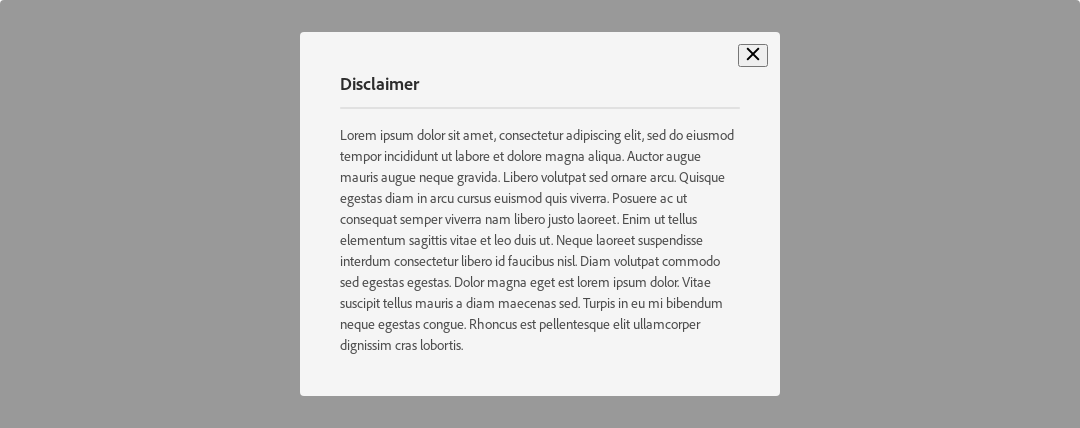 Disclaimer
Lorem ipsum dolor sit amet, consectetur adipiscing elit, sed do eiusmod
tempor incididunt ut labore et dolore magna aliqua. Auctor augue
mauris augue neque gravida. Libero volutpat sed ornare arcu. Quisque
egestas diam in arcu cursus euismod quis viverra. Posuere ac ut
consequat semper viverra nam libero justo laoreet. Enim ut tellus
elementum sagittis vitae et leo duis ut. Neque laoreet suspendisse
interdum consectetur libero id faucibus nisl. Diam volutpat commodo
sed egestas egestas. Dolor magna eget est lorem ipsum dolor. Vitae
suscipit tellus mauris a diam maecenas sed. Turpis in eu mi bibendum
neque egestas congue. Rhoncus est pellentesque elit ullamcorper
dignissim cras lobortis.